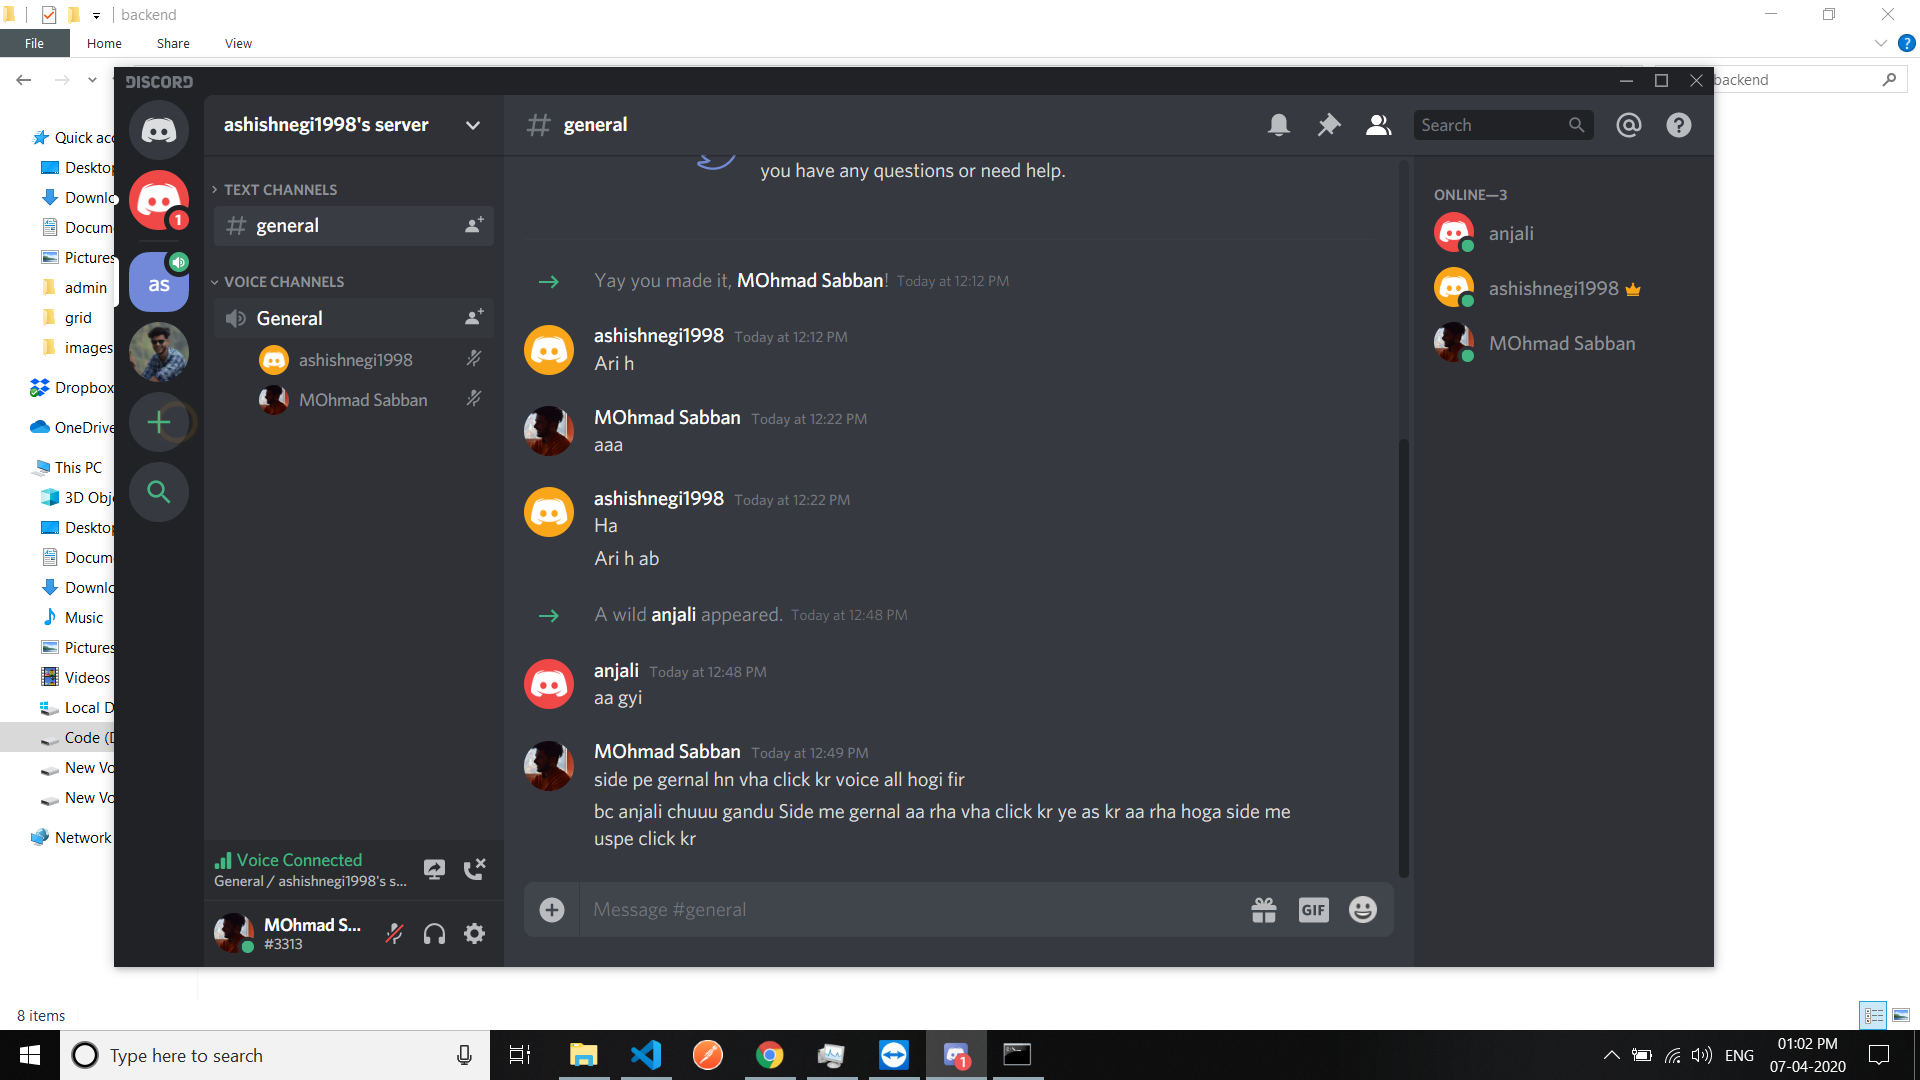 backend
File
Home
Share
View
backend
Quick acc
Desktop
Downlo
Docume
Pictures
admin
grid
images
Dropbox
OneDrive
This PC
3D Obje
Desktop
Docum
Downlo
Music
Pictures
Videos
Local D
Code (D
New Vo
New Vo
Network
8 items
DISCORD
1
as
ashishnegi1998's server
TEXT CHANNELS
general
VOICE CHANNELS
General
ashishnegi1998
MOhmad Sabban
Voice Connected
General / ashishnegi1998's s...
MOhmad S...
#3313
# general
Search
you have any questions or need help.
Yay you made it, MOhmad Sabban! Today at 12:12 PM
ashishnegi1998 Today at 12:12 PM
Ari h
MOhmad Sabban Today at 12:22 PM
aaa
ashishnegi1998 Today at 12:22 PM
Ha
Ari h ab
A wild anjali appeared. Today at 12:48 PM
anjali Today at 12:48 PM
aa gyi
MOhmad Sabban Today at 12:49 PM
side pe gernal hn vha click kr voice all hogi fir
bc anjali chuuu gandu Side me gernal aa rha vha click kr ye as kr aa rha hoga side me
uspe click kr
Message #general
GIF
ONLINE—3
anjali
ashishnegi1998
MOhmad Sabban
Type here to search
1
ENG
01:02 PM
07-04-2020